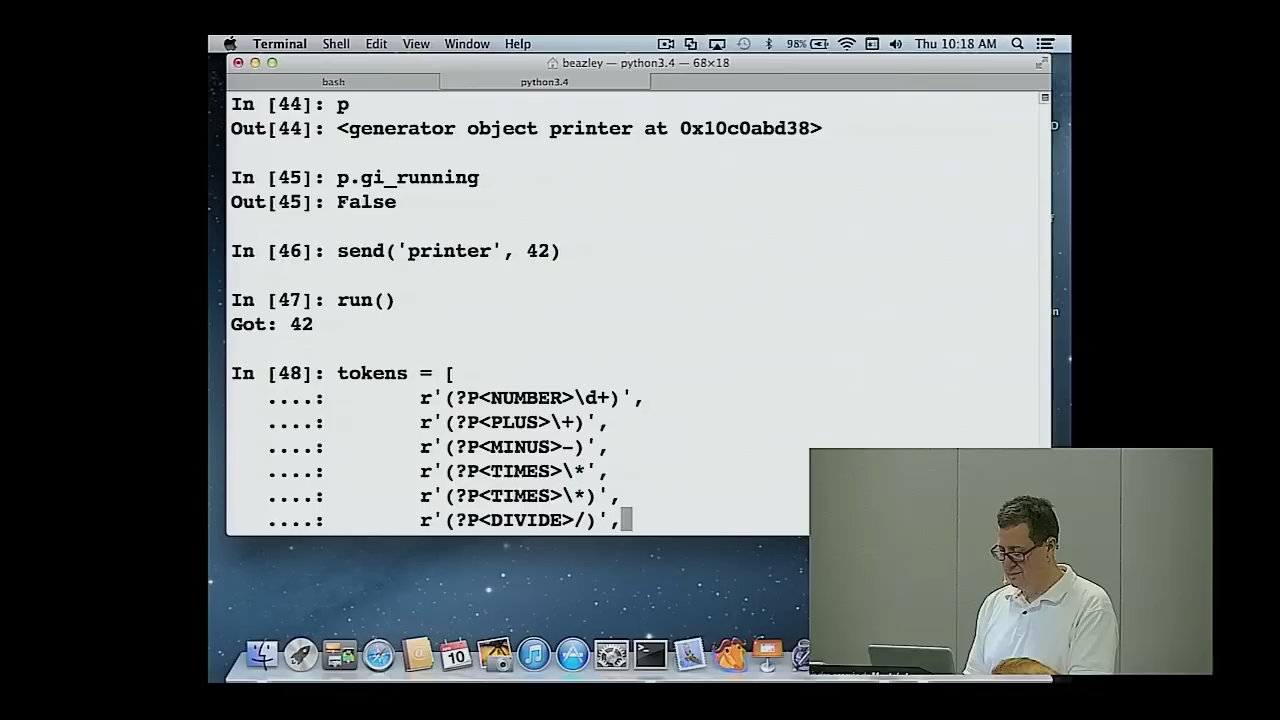 Terminal Shell Edit View Window Help 98% Thu 10:18 AM
beazley — python3.4 — 68×18
bash python3.4
In [44]: p
Out[44]: <generator object printer at 0x10c0abd38>
In [45]: p.gi_running
Out[45]: False
In [46]: send('printer', 42)
In [47]: run()
Got: 42
In [48]: tokens = [
....: r'(?P<NUMBER>\d+)',
....: r'(?P<PLUS>\+)',
....: r'(?P<MINUS>-)',
....: r'(?P<TIMES>\*',
....: r'(?P<TIMES>\*)',
....: r'(?P<DIVIDE>/)',
10